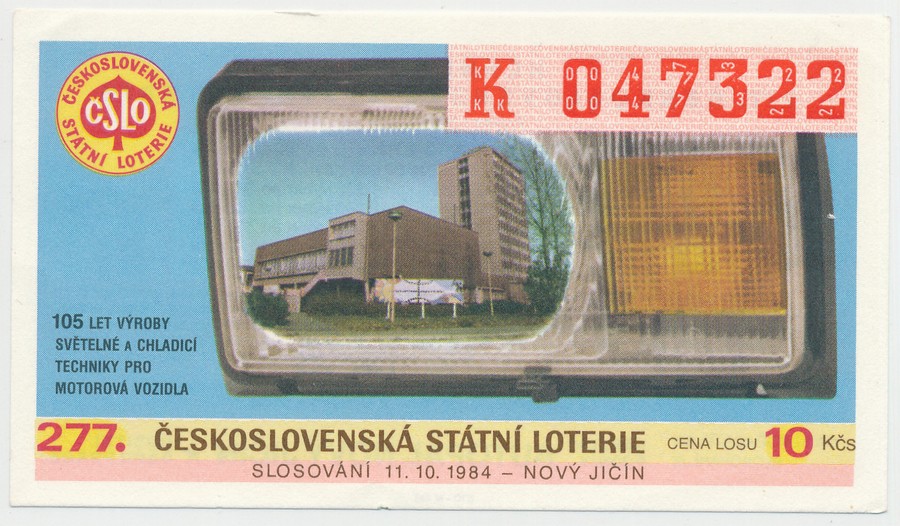 ČESKOSLOVENSKÁ
STÁTNÍ LOTERIE
ČSLO
K 047322
105 LET VÝROBY
SVĚTELNÉ A CHLADICÍ
TECHNIKY PRO
MOTOROVÁ VOZIDLA
277. ČESKOSLOVENSKÁ STÁTNÍ LOTERIE CENA LOSU 10 Kčs
SLOSOVÁNÍ 11.10.1984 – NOVÝ JIČÍN